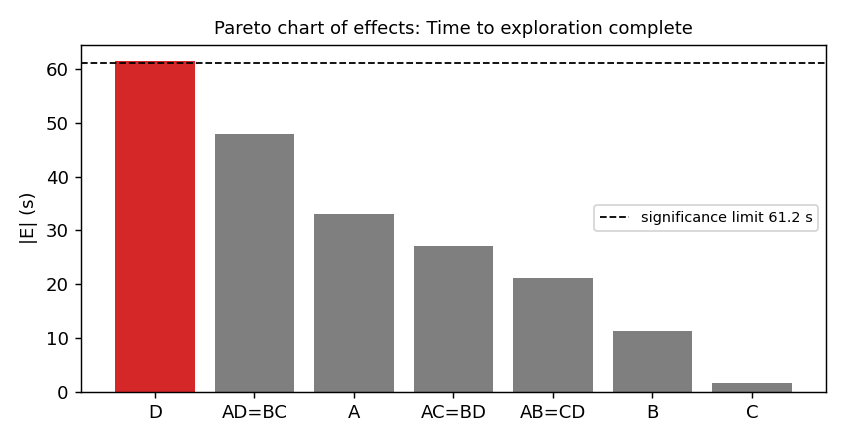 Pareto chart of effects: Time to exploration complete
|E| (s)
60
50
40
30
20
10
0
significance limit 61.2 s
D AD=BC A AC=BD AB=CD B C